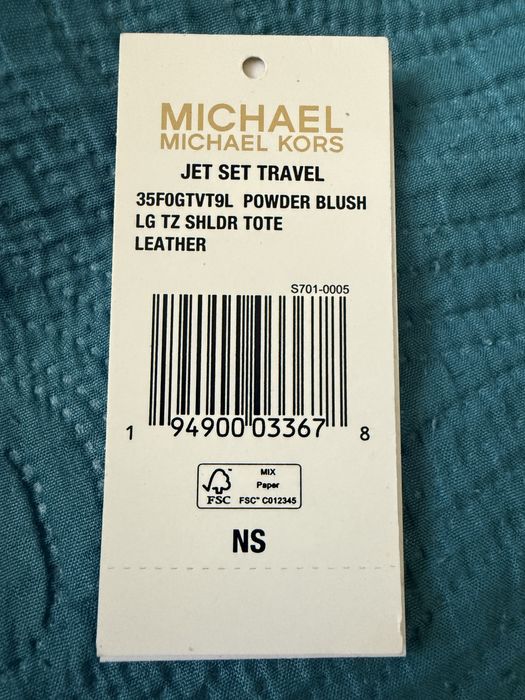 MICHAEL
MICHAEL KORS
JET SET TRAVEL
35F0GTVT9L POWDER BLUSH
LG TZ SHLDR TOTE
LEATHER
S701-0005
1 94900 03367 8
FSC
MIX
Paper
FSC™ C012345
NS